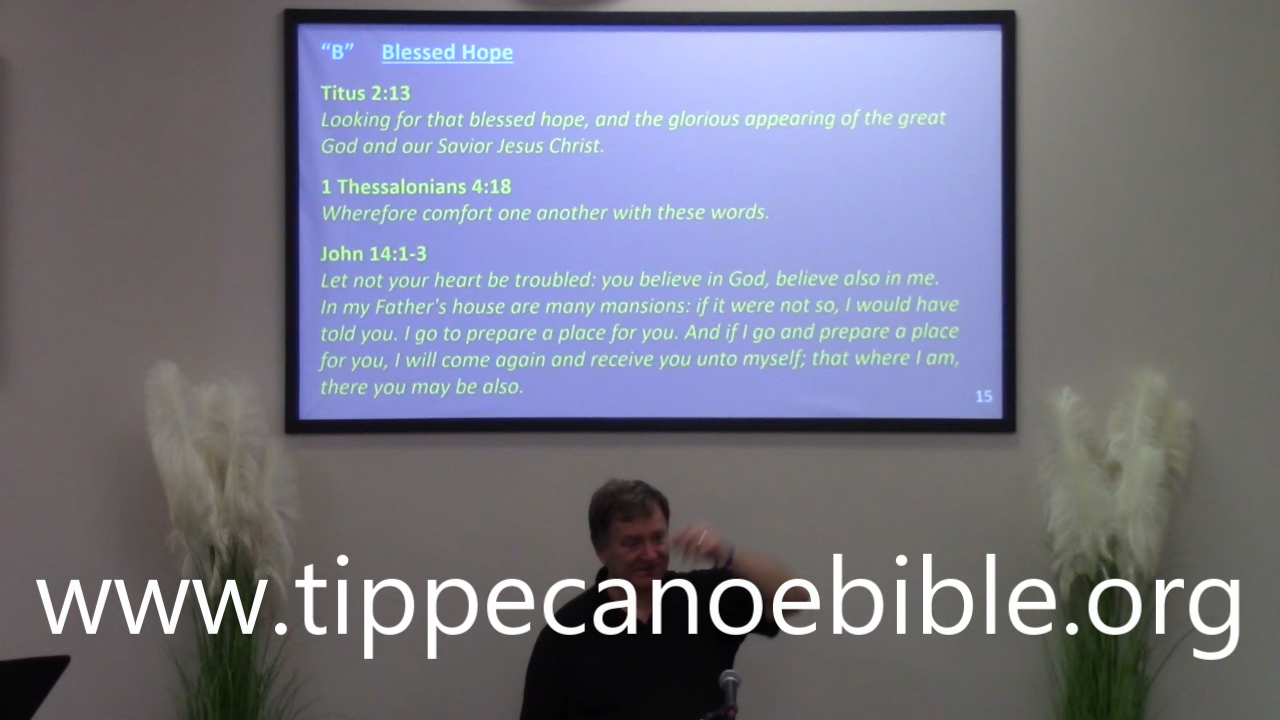 “B” Blessed Hope
Titus 2:13
Looking for that blessed hope, and the glorious appearing of the great
God and our Savior Jesus Christ.
1 Thessalonians 4:18
Wherefore comfort one another with these words.
John 14:1-3
Let not your heart be troubled: you believe in God, believe also in me.
In my Father's house are many mansions: if it were not so, I would have
told you. I go to prepare a place for you. And if I go and prepare a place
for you, I will come again and receive you unto myself; that where I am,
there you may be also.
15
www.tippecanoebible.org